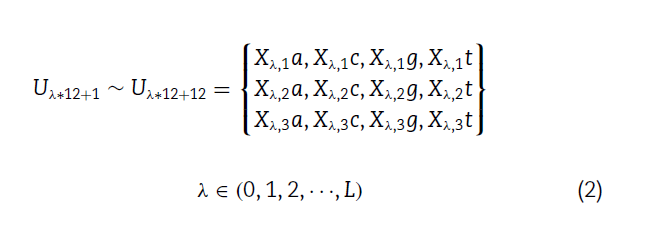 X_{λ,1}a, X_{λ,1}c, X_{λ,1}g, X_{λ,1}t
U_{λ*12+1} ~ U_{λ*12+12} = { X_{λ,2}a, X_{λ,2}c, X_{λ,2}g, X_{λ,2}t }
X_{λ,3}a, X_{λ,3}c, X_{λ,3}g, X_{λ,3}t
λ ∈ (0, 1, 2, ⋯, L) (2)